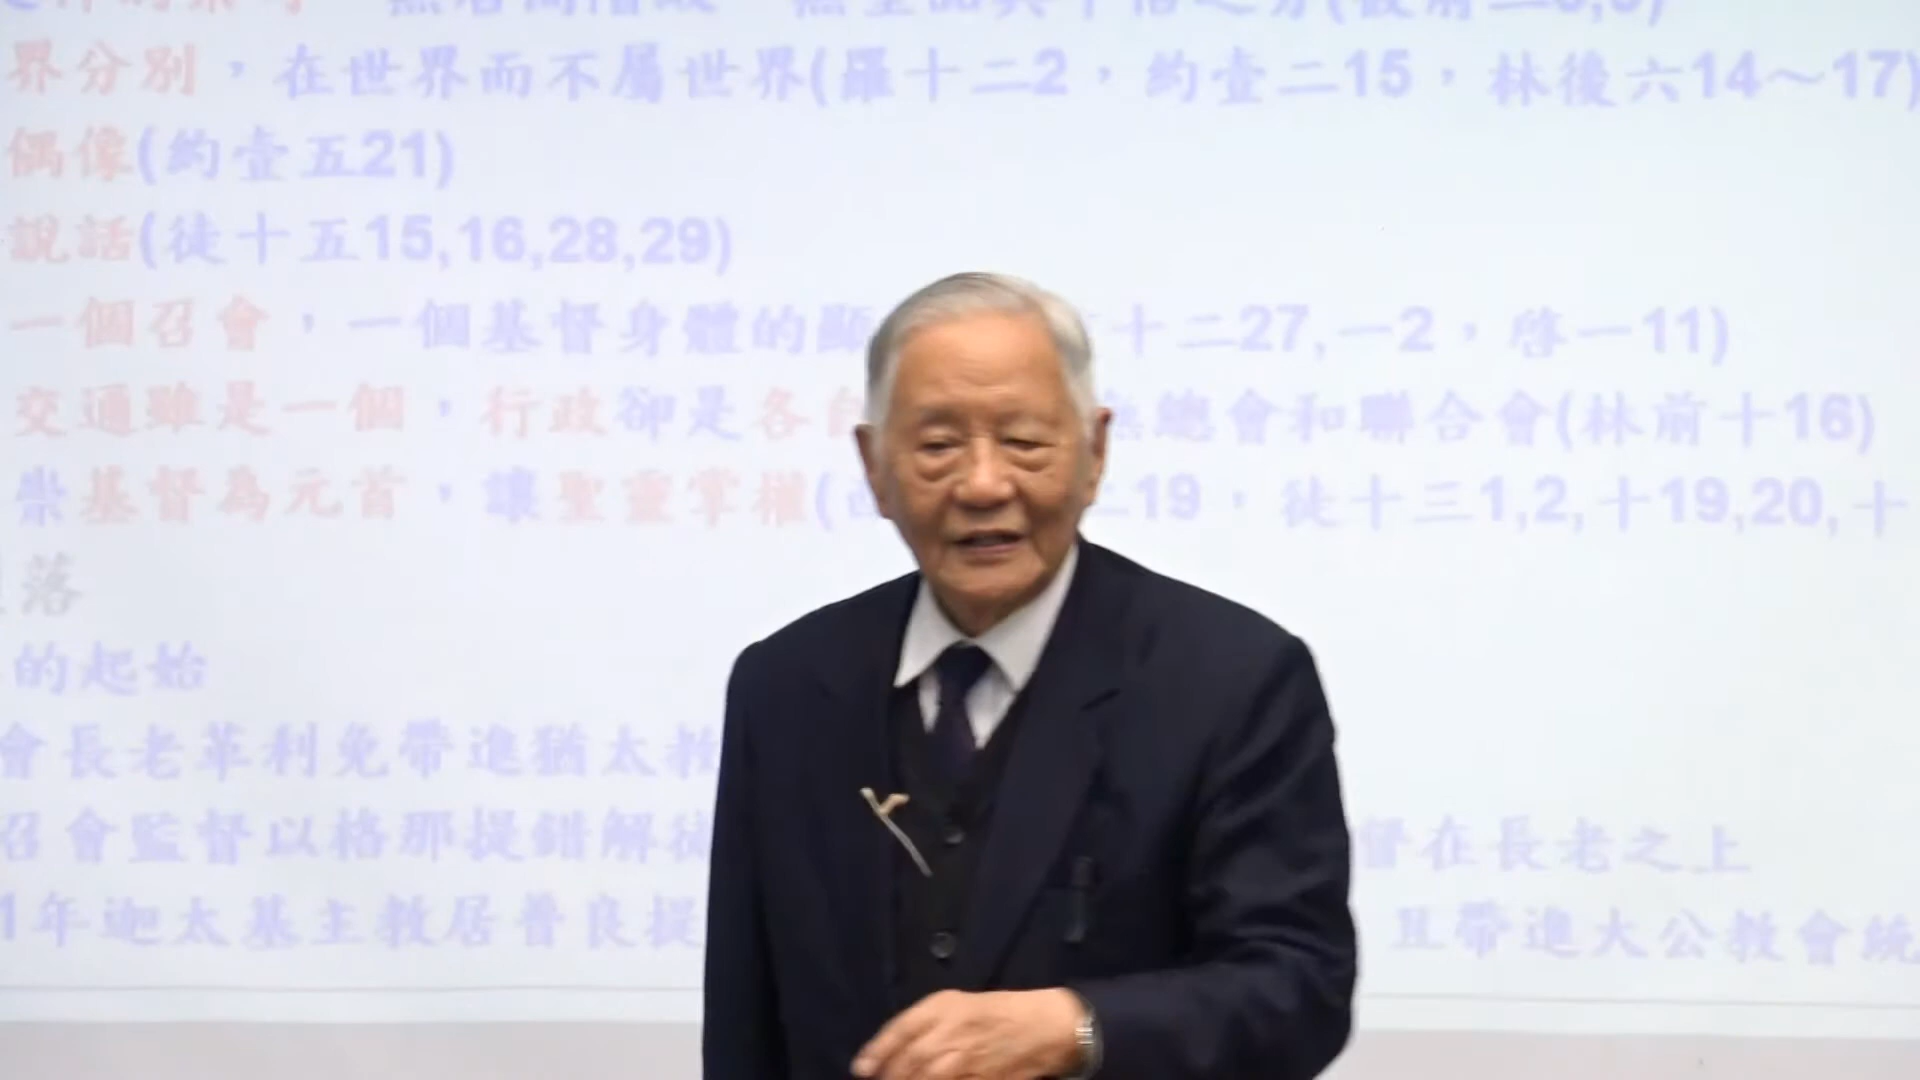 界分別，在世界而不屬世界(羅十二2，約壹二15，林後六14～17)
偶像(約壹五21)
說話(徒十五15,16,28,29)
一個召會，一個基督身體的顯 十二27,一2，啓一11)
交通雖是一個，行政卻是各自 無總會和聯合會(林前十16)
崇基督為元首，讓聖靈掌權( 19，徒十三1,2,十19,20,十
落
的起始
會長老革利免帶進猶太教
召會監督以格那提錯解徒 督在長老之上
1年迦太基主教居普良提 且帶進大公教會統